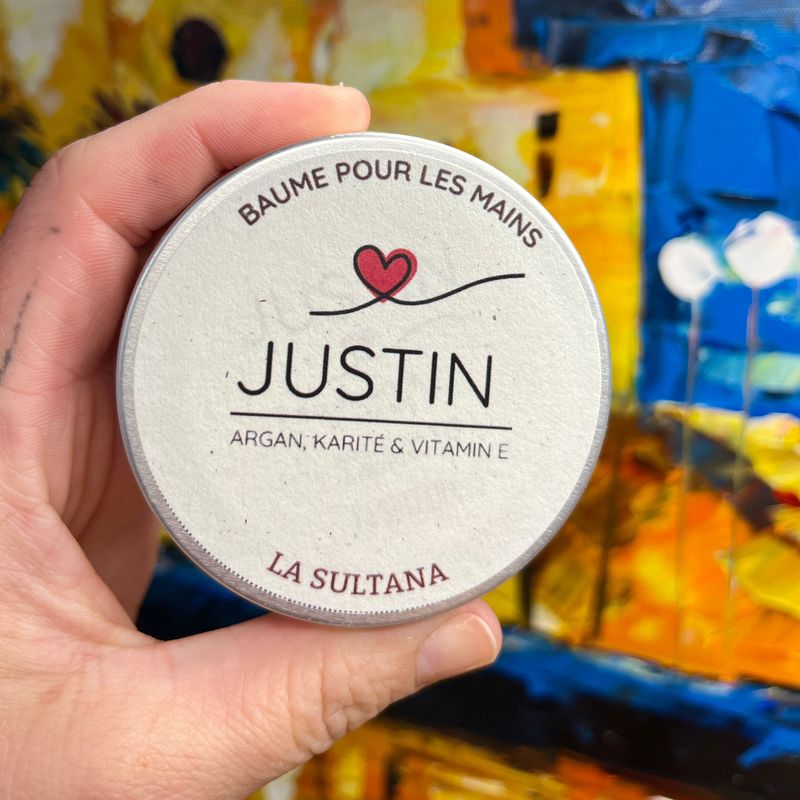 BAUME POUR LES MAINS
JUSTIN
ARGAN, KARITÉ & VITAMIN E
LA SULTANA